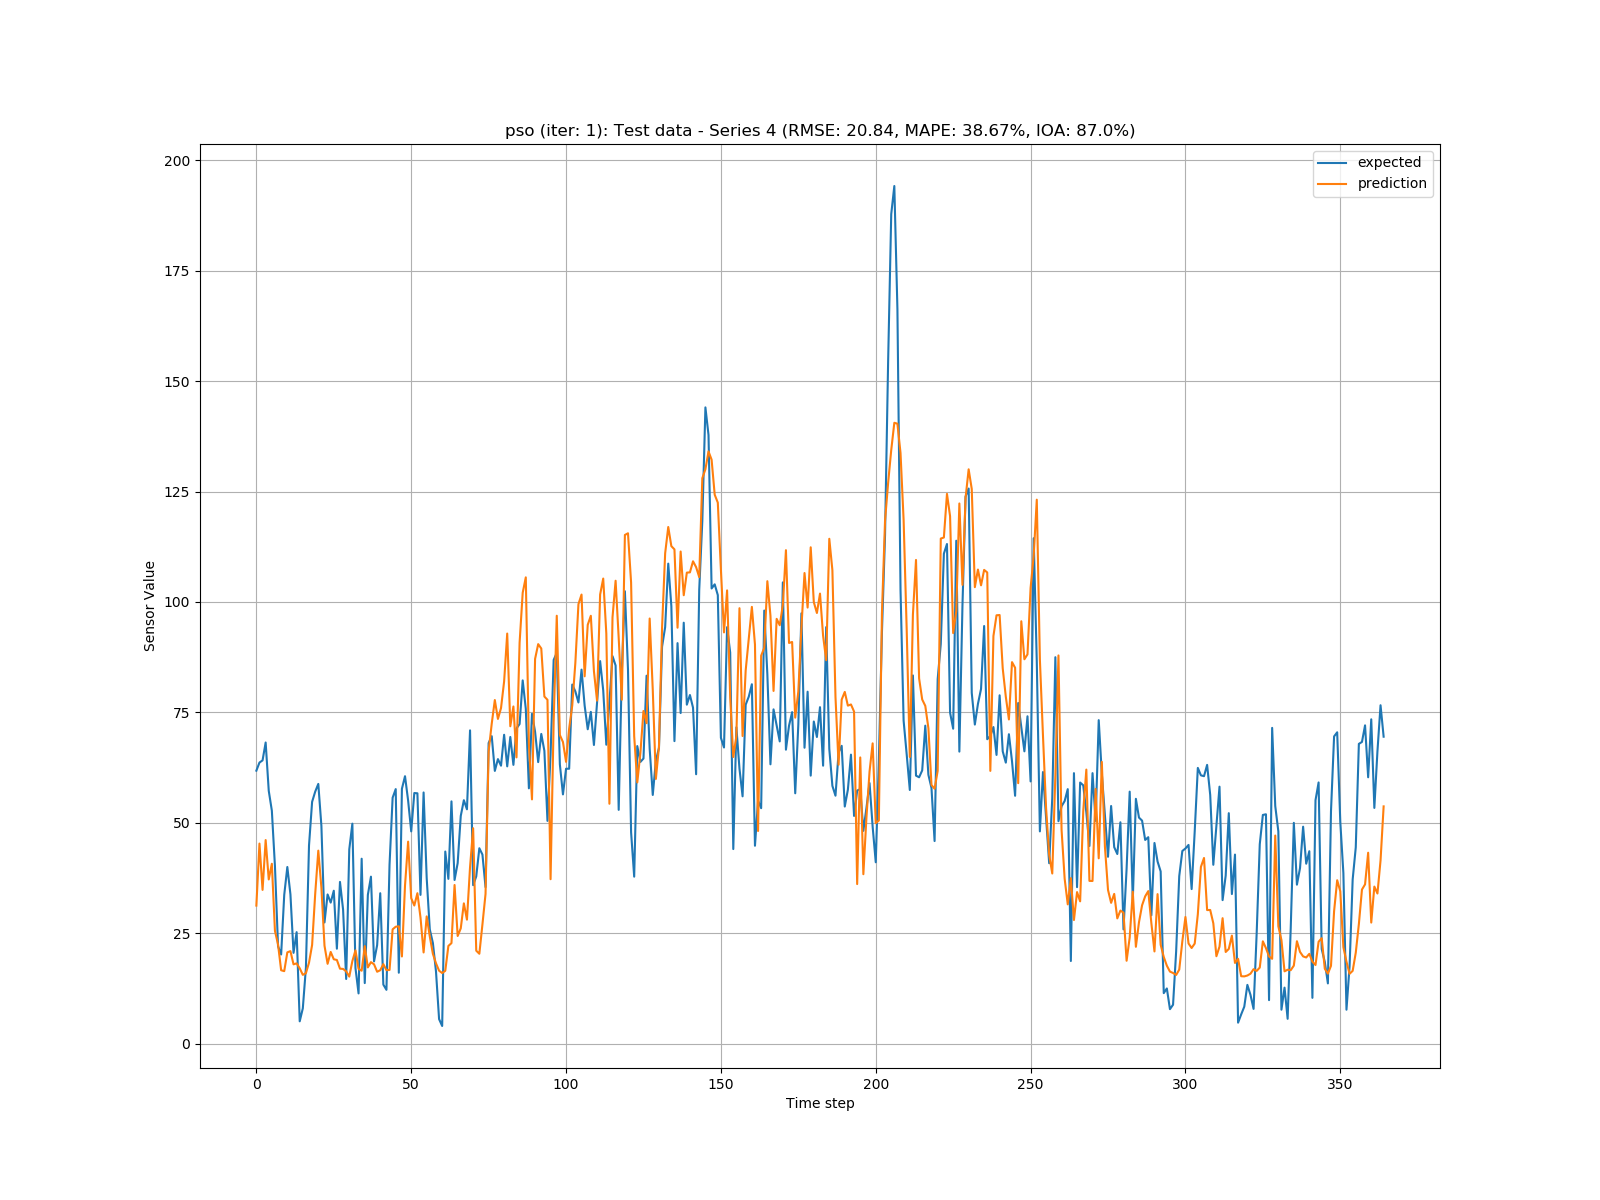 pso (iter: 1): Test data - Series 4 (RMSE: 20.84, MAPE: 38.67%, IOA: 87.0%)
expected
prediction
200
175
150
125
100
75
50
25
0
Sensor Value
0 50 100 150 200 250 300 350
Time step